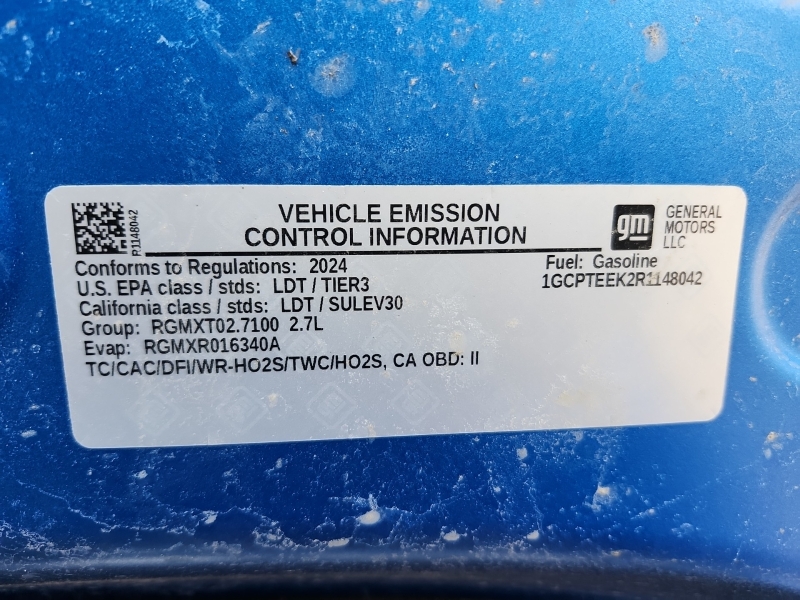 R1148042
VEHICLE EMISSION
CONTROL INFORMATION
gm
GENERAL
MOTORS
LLC
Conforms to Regulations: 2024
U.S. EPA class / stds: LDT / TIER3
California class / stds: LDT / SULEV30
Group: RGMXT02.7100 2.7L
Evap: RGMXR016340A
TC/CAC/DFI/WR-HO2S/TWC/HO2S, CA OBD: II
Fuel: Gasoline
1GCPTEEK2R1148042